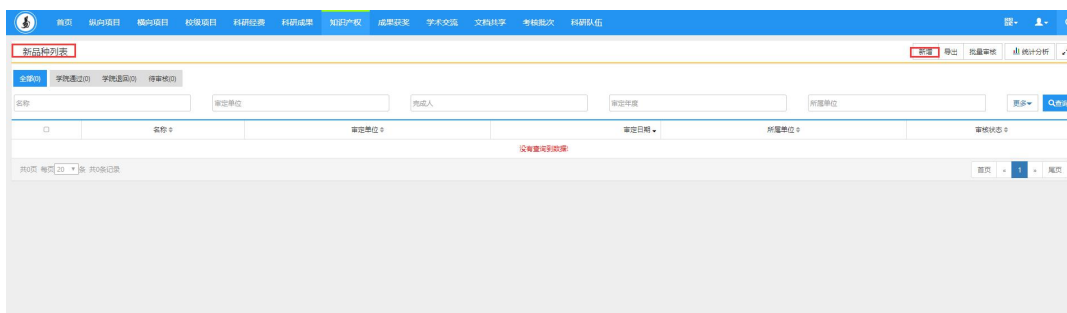 首页 纵向项目 横向项目 校级项目 科研经费 科研成果 知识产权 成果获奖 学术交流 文档共享 考核批次 科研队伍
新品种列表 新增 导出 批量审核 统计分析
全部(0) 学院通过(0) 学院退回(0) 待审核(0)
名称 审定单位 完成人 审定年度 所属单位 更多 查询
名称 审定单位 审定日期 所属单位 审核状态
没有查询到数据!
共0页 每页 20 条 共0条记录 首页 « 1 » 尾页